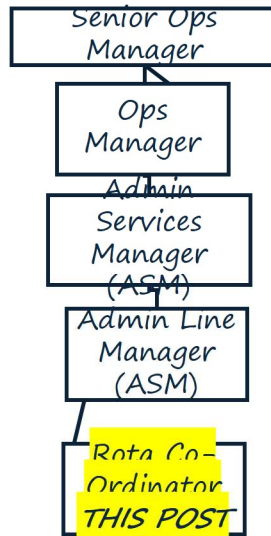 Senior Ops
Manager
Ops
Manager
Admin
Services
Manager
(ASM)
Admin Line
Manager
(ASM)
Rota Co-
Ordinator
THIS POST